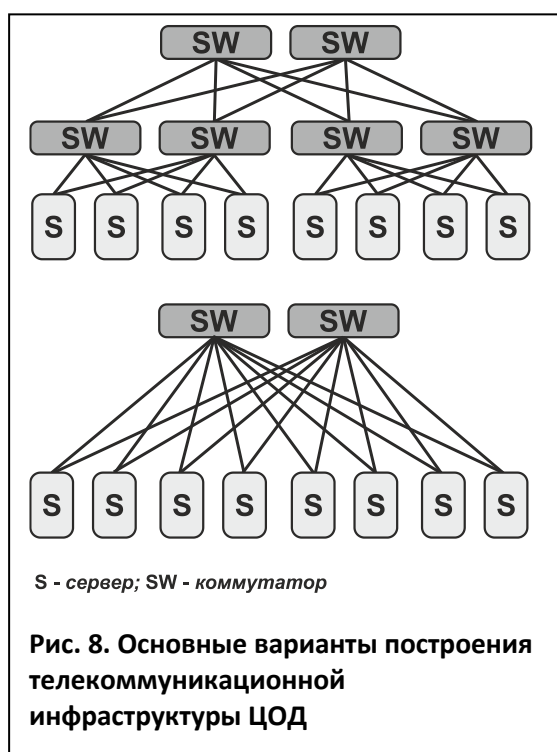 SW SW
SW SW SW SW
S S S S S S S S
SW SW
S S S S S S S S
S - сервер; SW - коммутатор
Рис. 8. Основные варианты построения
телекоммуникационной
инфраструктуры ЦОД